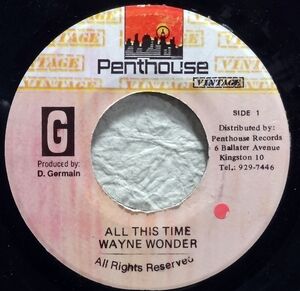 Penthouse
VINTAGE
VINTAGE
VINTAGE
SIDE 1
G
Produced by:
D. Germain
Distributed by:
Penthouse Records
6 Ballater Avenue
Kingston 10
Tel.: 929-7446
ALL THIS TIME
WAYNE WONDER
All Rights Reserved